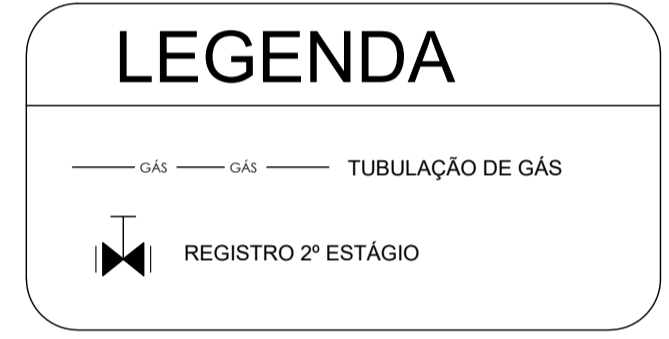 LEGENDA
GÁS GÁS TUBULAÇÃO DE GÁS
REGISTRO 2º ESTÁGIO